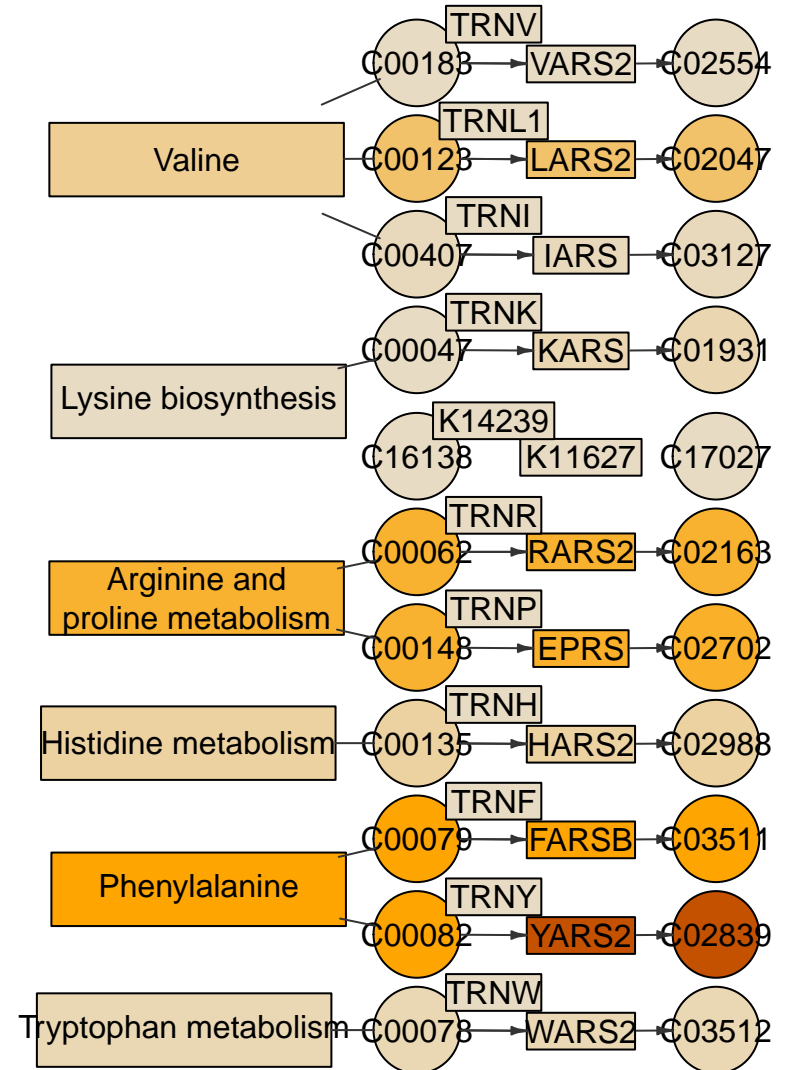 TRNV
C00183 VARS2 C02554
TRNL1
Valine C00123 LARS2 C02047
TRNI
C00407 IARS C03127
TRNK
C00047 KARS C01931
Lysine biosynthesis
K14239
C16138 K11627 C17027
TRNR
C00062 RARS2 C02163
Arginine and
proline metabolism
TRNP
C00148 EPRS C02702
TRNH
Histidine metabolism C00135 HARS2 C02988
TRNF
C00079 FARSB C03511
Phenylalanine
TRNY
C00082 YARS2 C02839
TRNW
Tryptophan metabolism C00078 WARS2 C03512